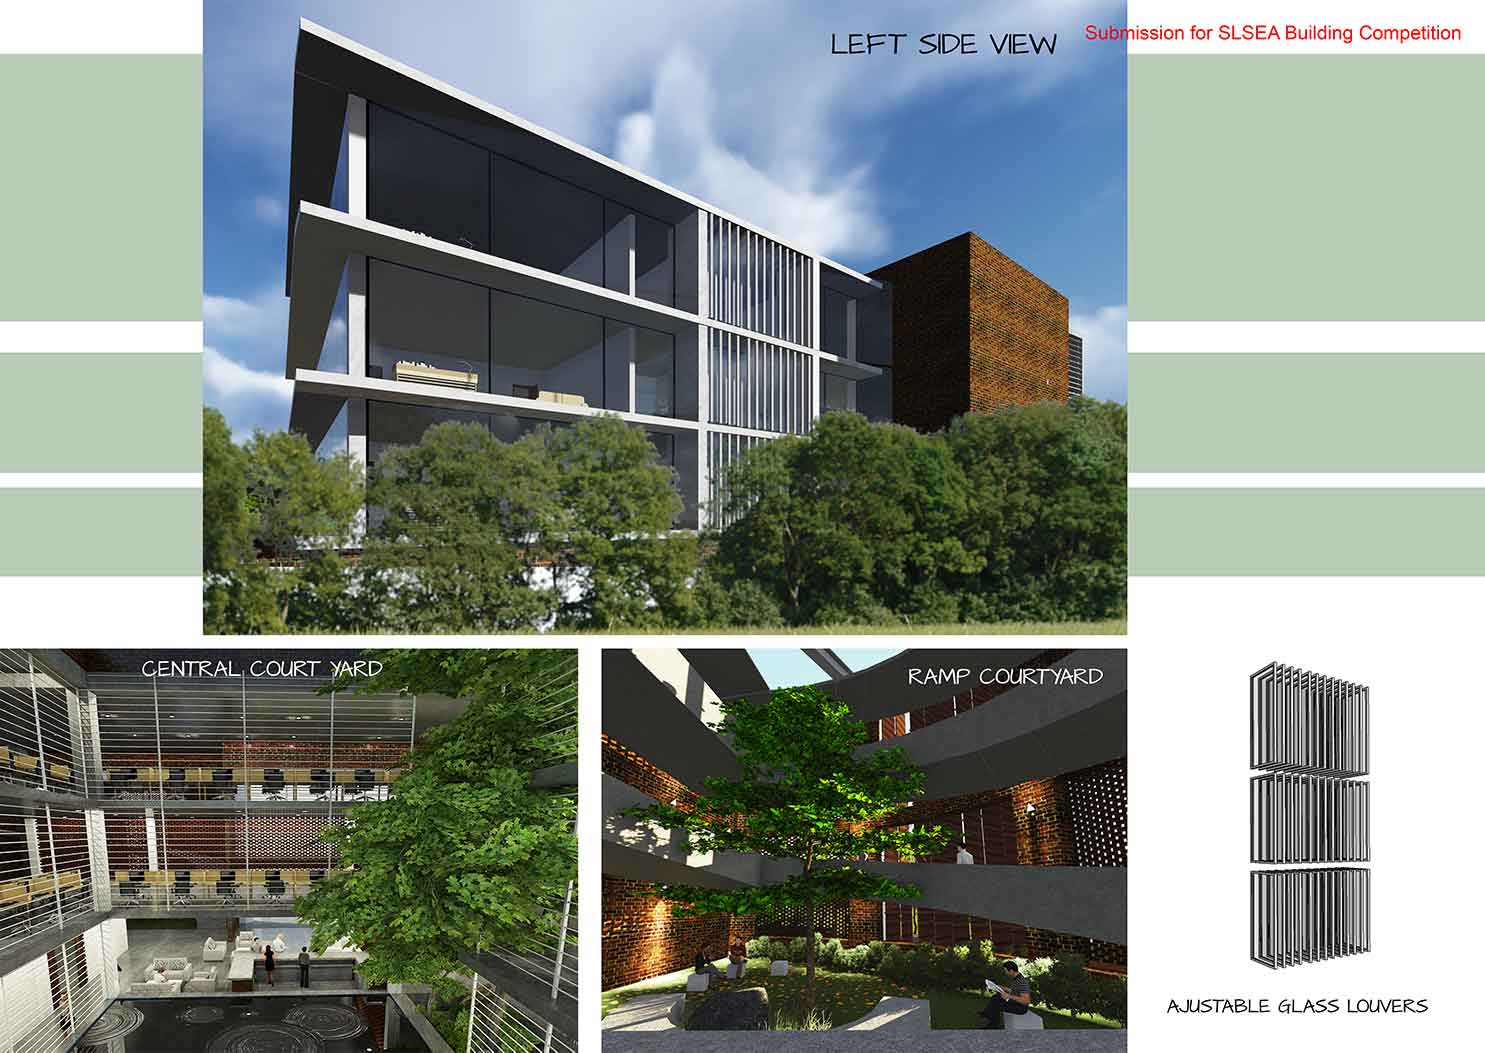 LEFT SIDE VIEW
Submission for SLSEA Building Competition
CENTRAL COURT YARD
RAMP COURTYARD
AJUSTABLE GLASS LOUVERS